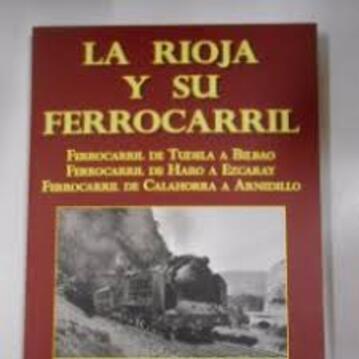 LA RIOJA
Y SU
FERROCARRIL
FERROCARRIL DE TUDELA A BILBAO
FERROCARRIL DE HARO A EZCARAY
FERROCARRIL DE CALAHORRA A ARNEDILLO